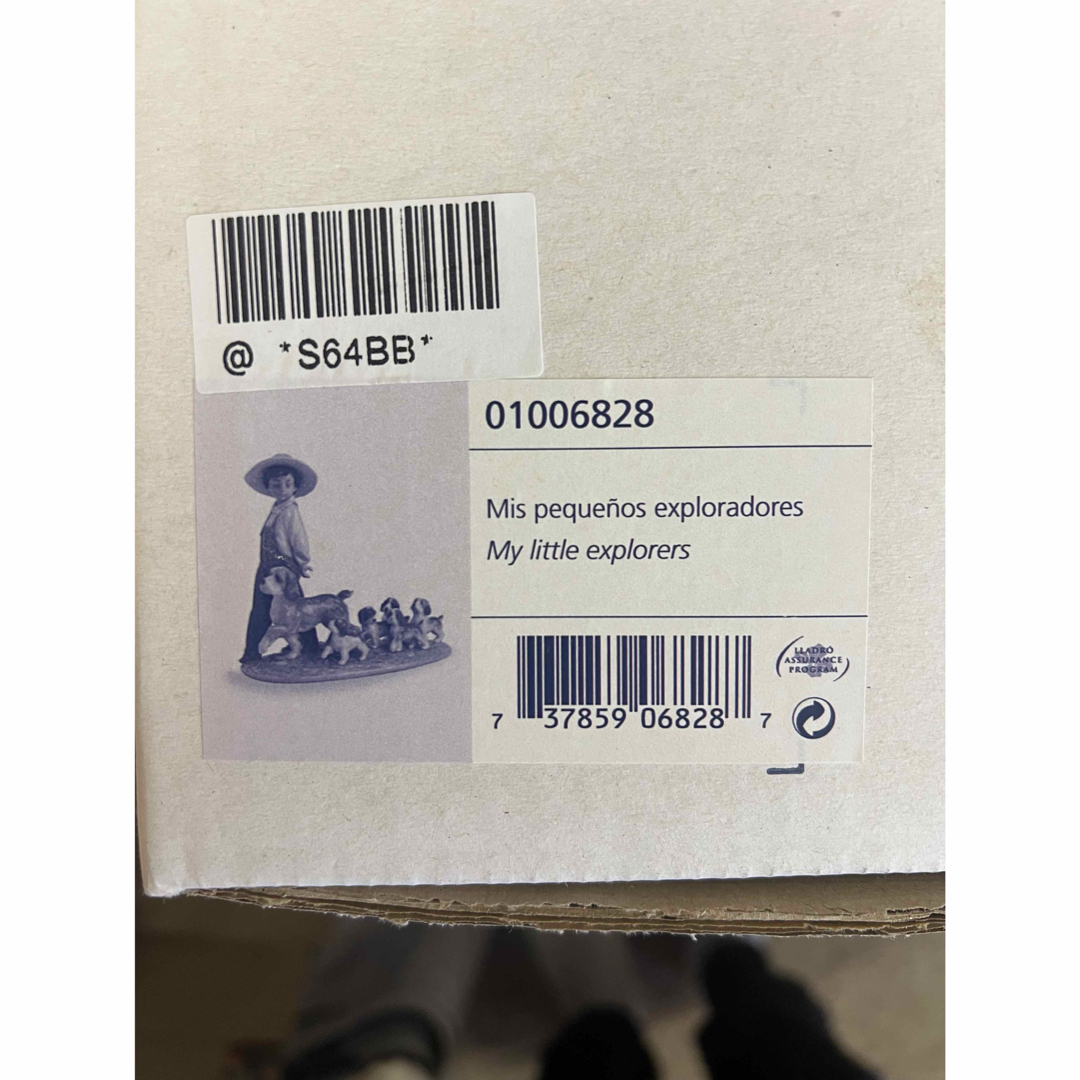 @ *S64BB*
01006828
Mis pequeños exploradores
My little explorers
LLADRÓ
ASSURANCE
PROGRAM
7 37859 06828 7
L